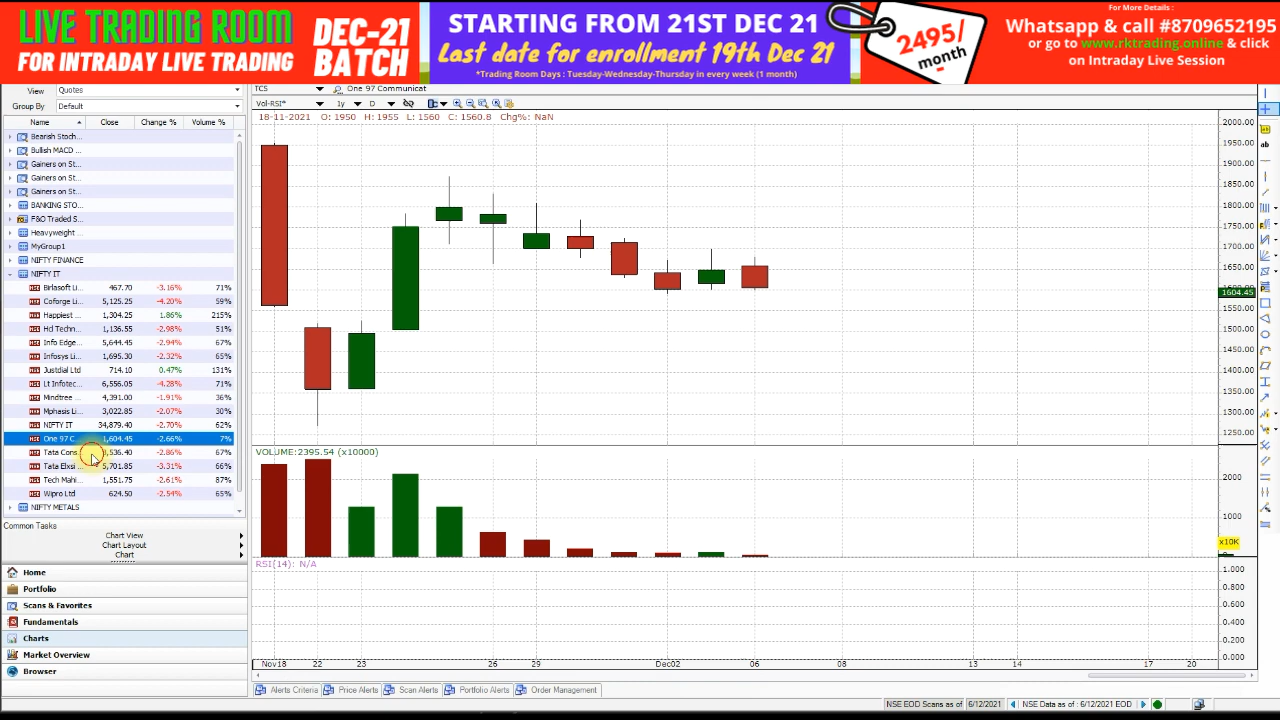 LIVE TRADING ROOM
FOR INTRADAY LIVE TRADING
DEC-21
BATCH
STARTING FROM 21ST DEC 21
Last date for enrollment 19th Dec 21
*Trading Room Days : Tuesday-Wednesday-Thursday in every week (1 month)
2495/
month
For More Details :
Whatsapp & call #8709652195
or go to www.rktrading.online & click
on Intraday Live Session
View Quotes
Group By Default
Name Close Change % Volume %
Bearish Stoch...
Bullish MACD ...
Gainers on St...
Gainers on St...
Gainers on St...
BANKING STO...
F&O Traded S...
Heavyweight ...
MyGroup1
NIFTY FINANCE
NIFTY IT
Birlasoft Li... 467.70 -3.16% 71%
Coforge Li... 5,125.25 -4.20% 59%
Happiest ... 1,304.25 1.86% 215%
Hcl Techn... 1,136.55 -2.98% 51%
Info Edge... 5,644.45 -2.94% 67%
Infosys Li... 1,695.30 -2.32% 65%
Justdial Ltd 714.10 0.47% 131%
Lt Infotec... 6,556.05 -4.28% 71%
Mindtree ... 4,391.00 -1.91% 36%
Mphasis Li... 3,022.85 -2.07% 30%
NIFTY IT 34,879.40 -2.70% 62%
One 97 C... 1,604.45 -2.66% 7%
Tata Cons ,536.40 -2.86% 67%
Tata Elxsi 5,701.85 -3.31% 66%
Tech Mahi... 1,551.75 -2.61% 87%
Wipro Ltd 624.50 -2.54% 65%
NIFTY METALS
Common Tasks
Chart View
Chart Layout
Chart
Home
Portfolio
Scans & Favorites
Fundamentals
Charts
Market Overview
Browser
TCS One 97 Communicat
Vol-RSI* 1y D
18-11-2021 O: 1950 H: 1955 L: 1560 C: 1560.8 Chg%: NaN
2000.00
1950.00
1900.00
1850.00
1800.00
1750.00
1700.00
1650.00
1604.45
1550.00
1500.00
1450.00
1400.00
1350.00
1300.00
1250.00
VOLUME:2395.54 (x10000)
2000
1000
x10K
RSI(14): N/A
1.000
0.800
0.600
0.400
0.200
0.000
Nov18 22 23 26 29 Dec02 06 08 13 14 17 20
Alerts Criteria Price Alerts Scan Alerts Portfolio Alerts Order Management
NSE EOD Scans as of 6/12/2021 NSE Data as of : 6/12/2021 EOD
ab
ab